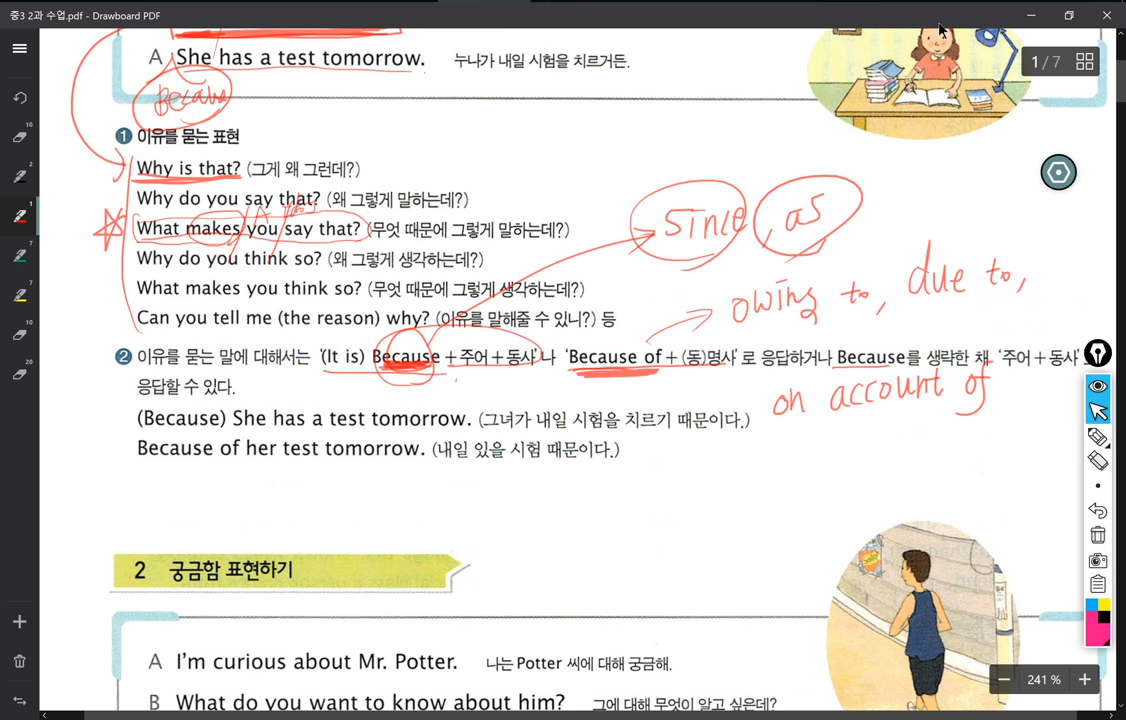 중3 2과 수업.pdf - Drawboard PDF
1 / 7
A She has a test tomorrow. 누나가 내일 시험을 치르거든.
1 이유를 묻는 표현
Why is that? (그게 왜 그런데?)
Why do you say that? (왜 그렇게 말하는데?)
What makes you say that? (무엇 때문에 그렇게 말하는데?)
since, as
Why do you think so? (왜 그렇게 생각하는데?)
What makes you think so? (무엇 때문에 그렇게 생각하는데?)
owing to, due to,
Can you tell me (the reason) why? (이유를 말해줄 수 있니?) 등
2 이유를 묻는 말에 대해서는 '(It is) Because + 주어 + 동사'나 'Because of + (동)명사'로 응답하거나 Because를 생략한 채 '주어 + 동사'
on account of
응답할 수 있다.
(Because) She has a test tomorrow. (그녀가 내일 시험을 치르기 때문이다.)
Because of her test tomorrow. (내일 있을 시험 때문이다.)
2 궁금함 표현하기
A I'm curious about Mr. Potter. 나는 Potter 씨에 대해 궁금해.
B What do you want to know about him? 그에 대해 무엇이 알고 싶은데?
241 %
10
2
1
7
7
10
20